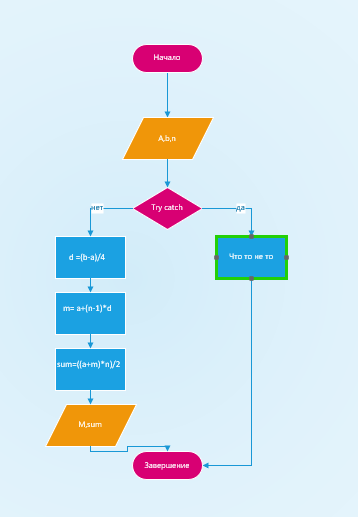 Начало
A,b,n
Try catch
нет
да
d =(b-a)/4
Что то не то
m= a+(n-1)*d
sum=((a+m)*n)/2
M,sum
Завершение